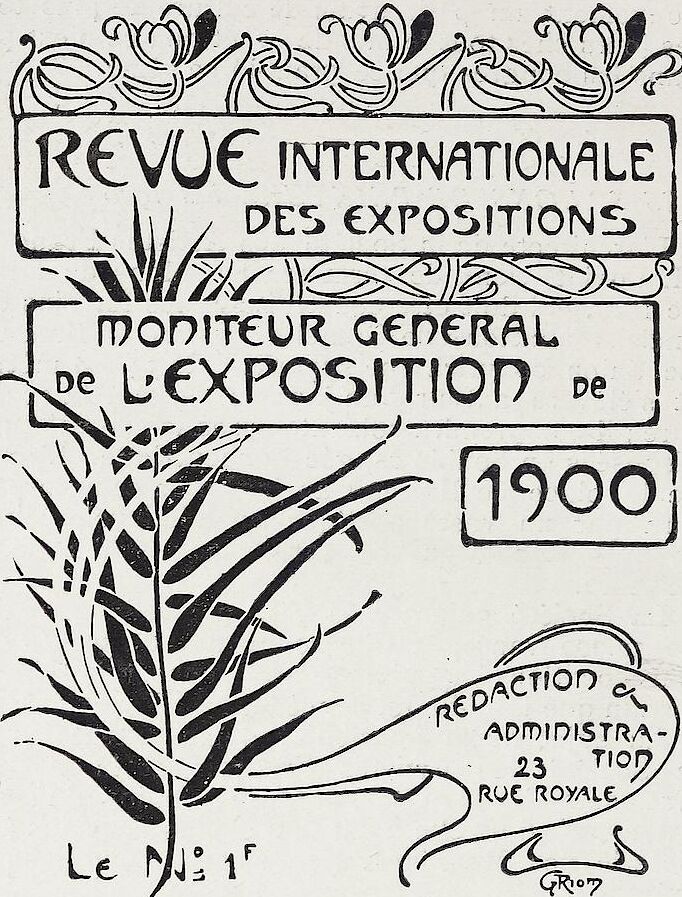 REVUE INTERNATIONALE
DES EXPOSITIONS
MONITEUR GENERAL
DE L'EXPOSITION DE
1900
REDACTION &
ADMINISTRA-
TION
23
RUE ROYALE
LE No 1F
GRiom